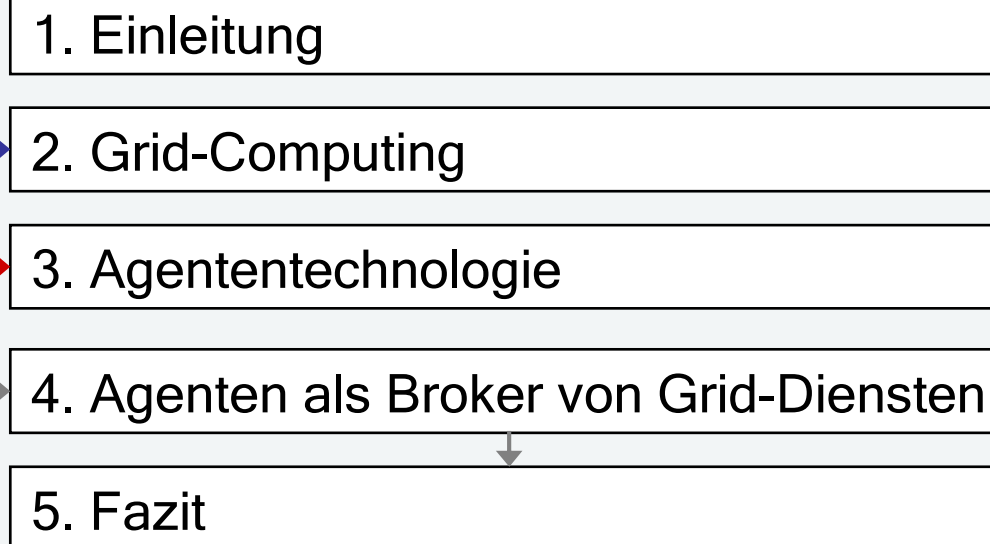 1. Einleitung
2. Grid-Computing
3. Agententechnologie
4. Agenten als Broker von Grid-Diensten
5. Fazit